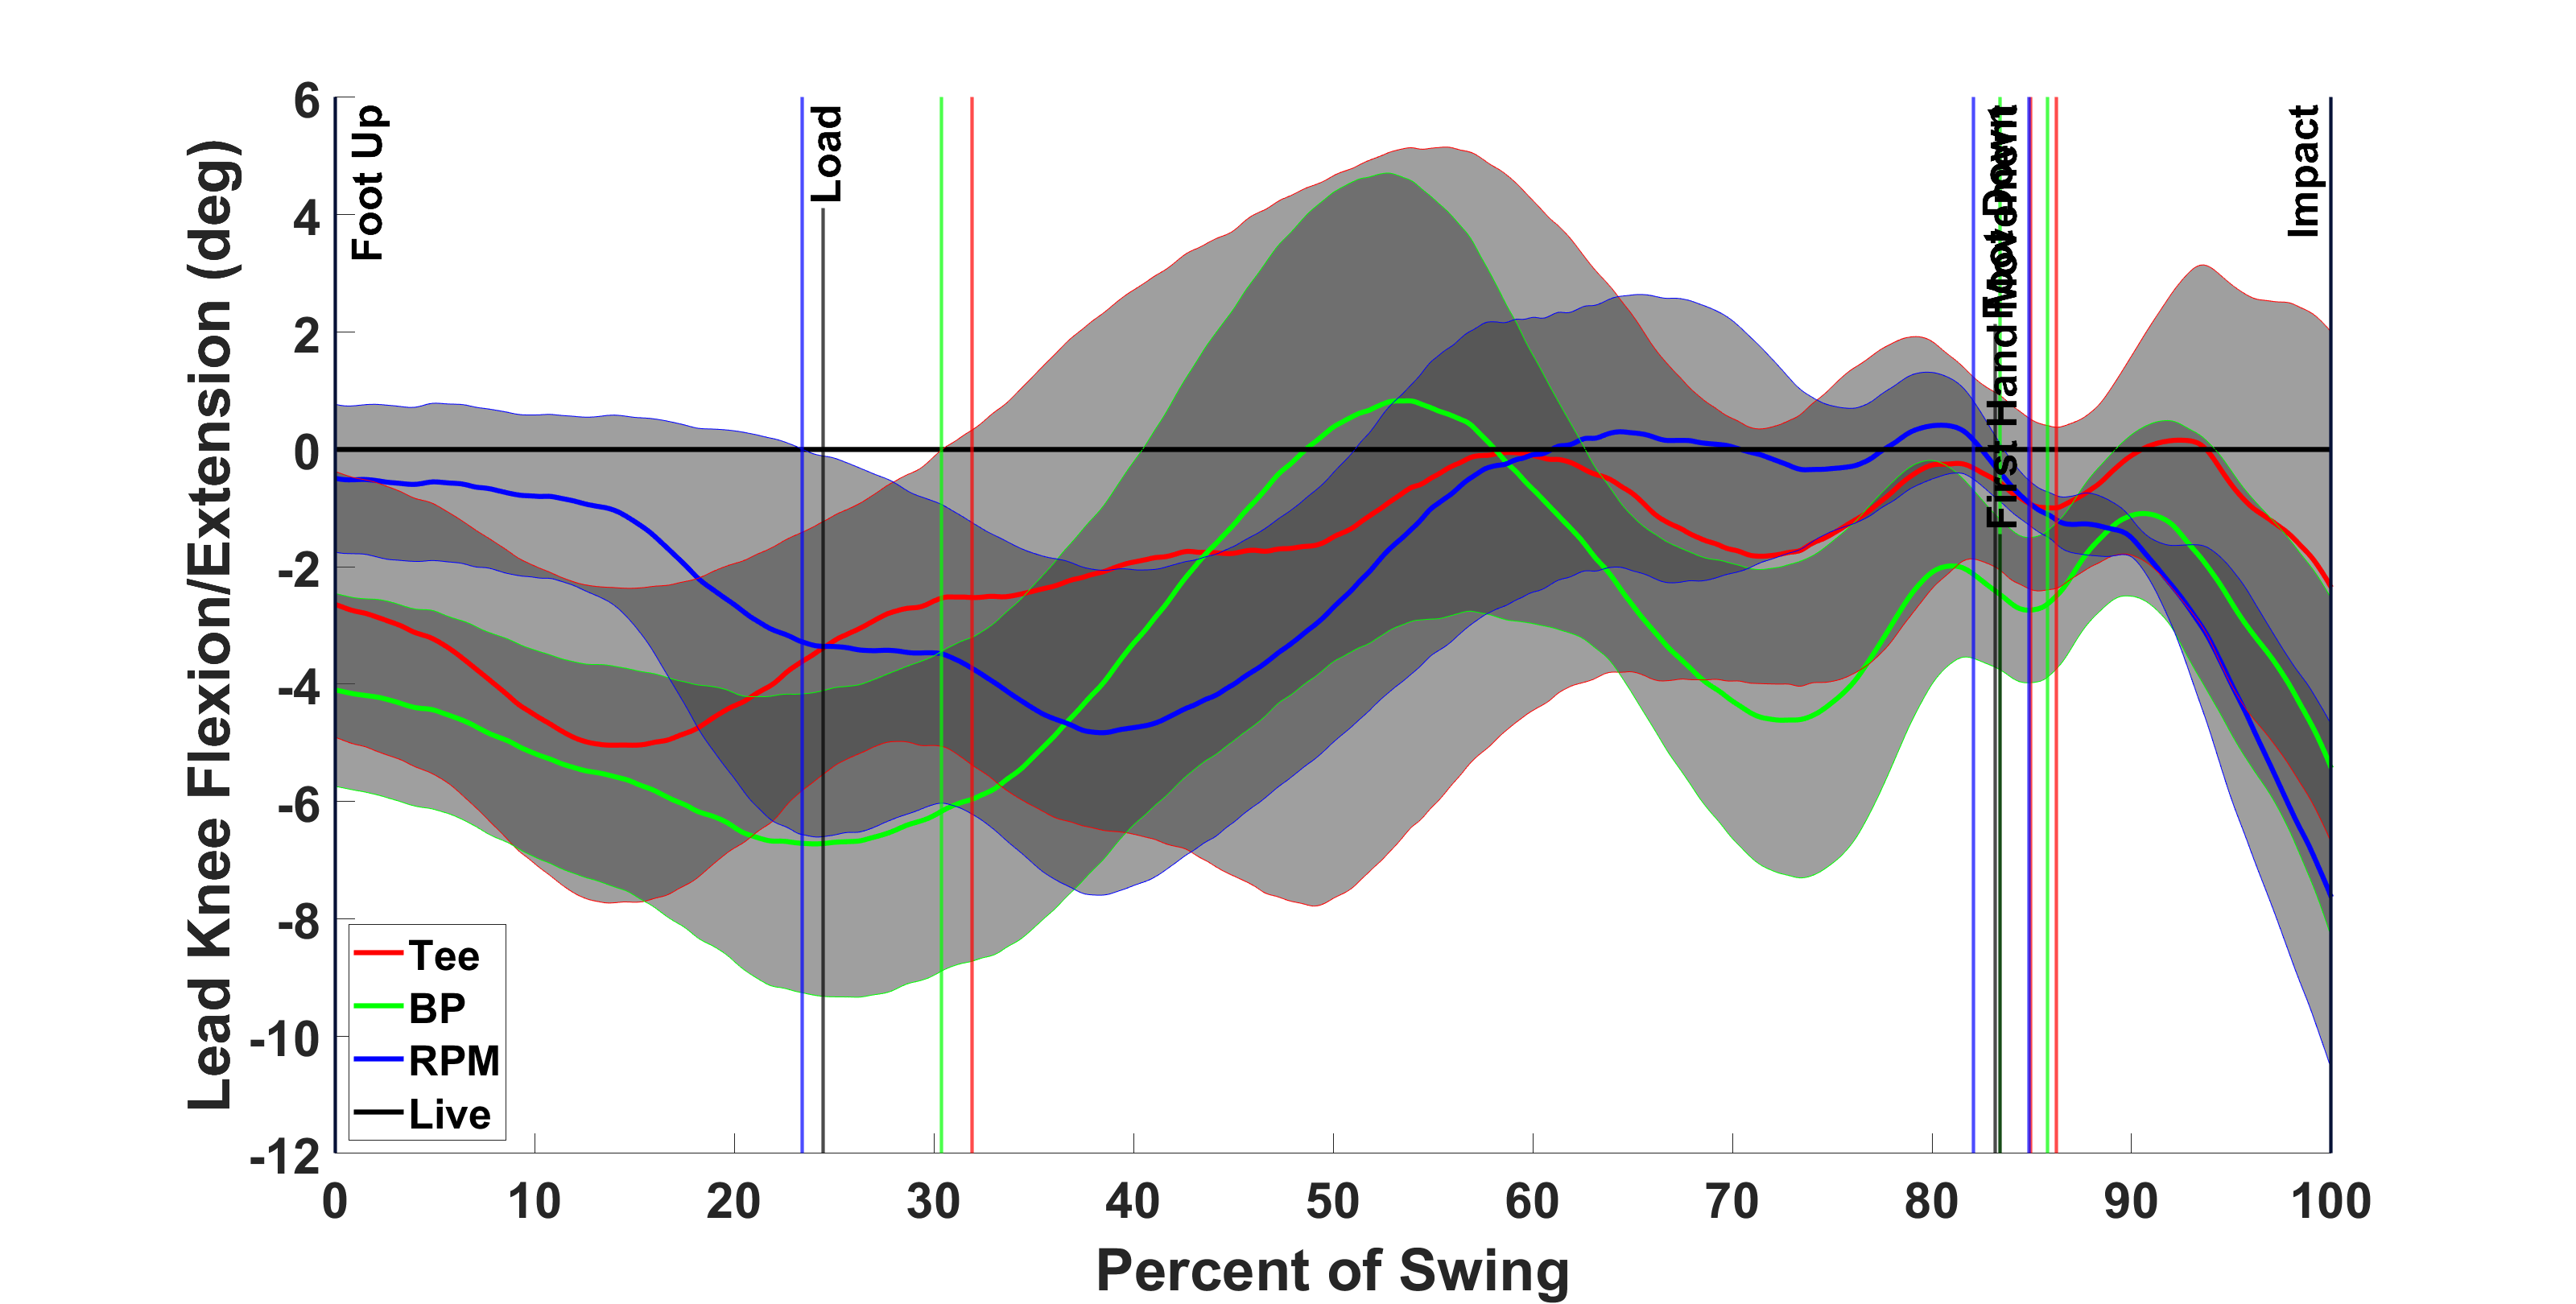 Lead Knee Flexion/Extension (deg)
6
4
2
0
-2
-4
-6
-8
-10
-12
Foot Up
Load
Foot Down
First Hand Movement
Impact
Tee
BP
RPM
Live
0 10 20 30 40 50 60 70 80 90 100
Percent of Swing